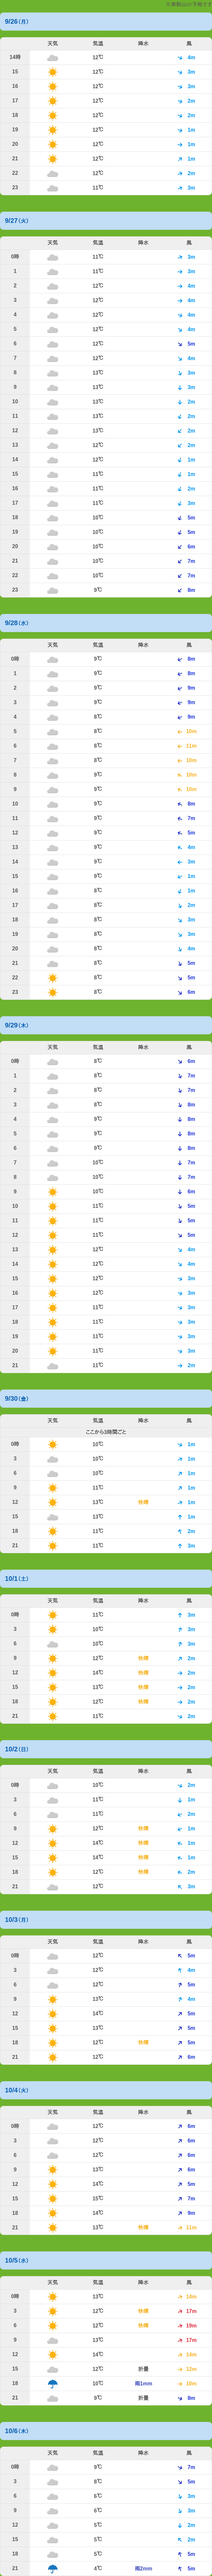 ※東動山の予報です
9/26(月)
天気 気温 降水 風
14時 12℃ 4m
15 12℃ 3m
16 12℃ 3m
17 12℃ 2m
18 12℃ 2m
19 12℃ 1m
20 12℃ 1m
21 12℃ 1m
22 12℃ 2m
23 11℃ 3m
9/27(火)
天気 気温 降水 風
0時 11℃ 3m
1 11℃ 3m
2 11℃ 4m
3 12℃ 4m
4 12℃ 4m
5 12℃ 4m
6 12℃ 5m
7 12℃ 4m
8 13℃ 3m
9 13℃ 3m
10 13℃ 2m
11 13℃ 2m
12 13℃ 2m
13 12℃ 2m
14 12℃ 1m
15 11℃ 1m
16 11℃ 2m
17 11℃ 3m
18 10℃ 5m
19 10℃ 5m
20 10℃ 6m
21 10℃ 7m
22 10℃ 7m
23 9℃ 8m
9/28(水)
天気 気温 降水 風
0時 9℃ 8m
1 9℃ 8m
2 9℃ 9m
3 9℃ 9m
4 8℃ 9m
5 8℃ 10m
6 8℃ 11m
7 8℃ 10m
8 9℃ 10m
9 9℃ 10m
10 9℃ 8m
11 9℃ 7m
12 9℃ 5m
13 9℃ 4m
14 9℃ 3m
15 9℃ 1m
16 8℃ 1m
17 8℃ 2m
18 8℃ 3m
19 8℃ 3m
20 8℃ 4m
21 8℃ 5m
22 8℃ 5m
23 8℃ 6m
9/29(木)
天気 気温 降水 風
0時 8℃ 6m
1 8℃ 7m
2 8℃ 7m
3 8℃ 8m
4 9℃ 8m
5 9℃ 8m
6 9℃ 8m
7 10℃ 7m
8 10℃ 7m
9 10℃ 6m
10 11℃ 5m
11 11℃ 5m
12 11℃ 5m
13 12℃ 4m
14 12℃ 4m
15 12℃ 3m
16 12℃ 3m
17 11℃ 3m
18 11℃ 3m
19 11℃ 3m
20 11℃ 3m
21 11℃ 2m
9/30(金)
天気 気温 降水 風
ここから3時間ごと
0時 10℃ 1m
3 10℃ 1m
6 10℃ 1m
9 11℃ 1m
12 13℃ 快晴 1m
15 13℃ 1m
18 11℃ 2m
21 11℃ 3m
10/1(土)
天気 気温 降水 風
0時 11℃ 3m
3 10℃ 3m
6 10℃ 3m
9 12℃ 快晴 2m
12 14℃ 快晴 2m
15 13℃ 快晴 2m
18 12℃ 快晴 2m
21 11℃ 2m
10/2(日)
天気 気温 降水 風
0時 10℃ 2m
3 11℃ 1m
6 11℃ 2m
9 12℃ 快晴 1m
12 14℃ 快晴 1m
15 14℃ 快晴 1m
18 12℃ 快晴 2m
21 12℃ 3m
10/3(月)
天気 気温 降水 風
0時 12℃ 5m
3 12℃ 4m
6 12℃ 5m
9 13℃ 4m
12 14℃ 5m
15 13℃ 5m
18 12℃ 快晴 5m
21 12℃ 6m
10/4(火)
天気 気温 降水 風
0時 12℃ 6m
3 12℃ 6m
6 12℃ 6m
9 13℃ 6m
12 14℃ 5m
15 15℃ 7m
18 14℃ 9m
21 13℃ 快晴 11m
10/5(水)
天気 気温 降水 風
0時 13℃ 14m
3 12℃ 快晴 17m
6 12℃ 快晴 19m
9 13℃ 17m
12 14℃ 14m
15 12℃ 折曇 12m
18 10℃ 雨1mm 10m
21 9℃ 折曇 8m
10/6(木)
天気 気温 降水 風
0時 9℃ 7m
3 8℃ 5m
6 6℃ 3m
9 6℃ 3m
12 5℃ 2m
15 5℃ 2m
18 5℃ 5m
21 4℃ 雨2mm 5m